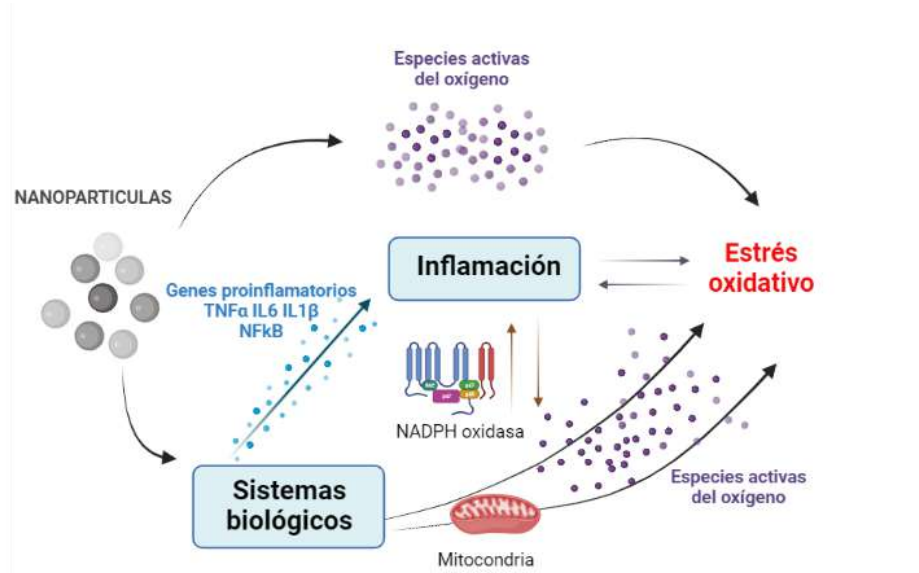 Especies activas
del oxígeno
NANOPARTICULAS
Inflamación
Estrés
oxidativo
Genes proinflamatorios
TNFα IL6 IL1β
NFkB
NADPH oxidasa
Sistemas
biológicos
Especies activas
del oxígeno
Mitocondria